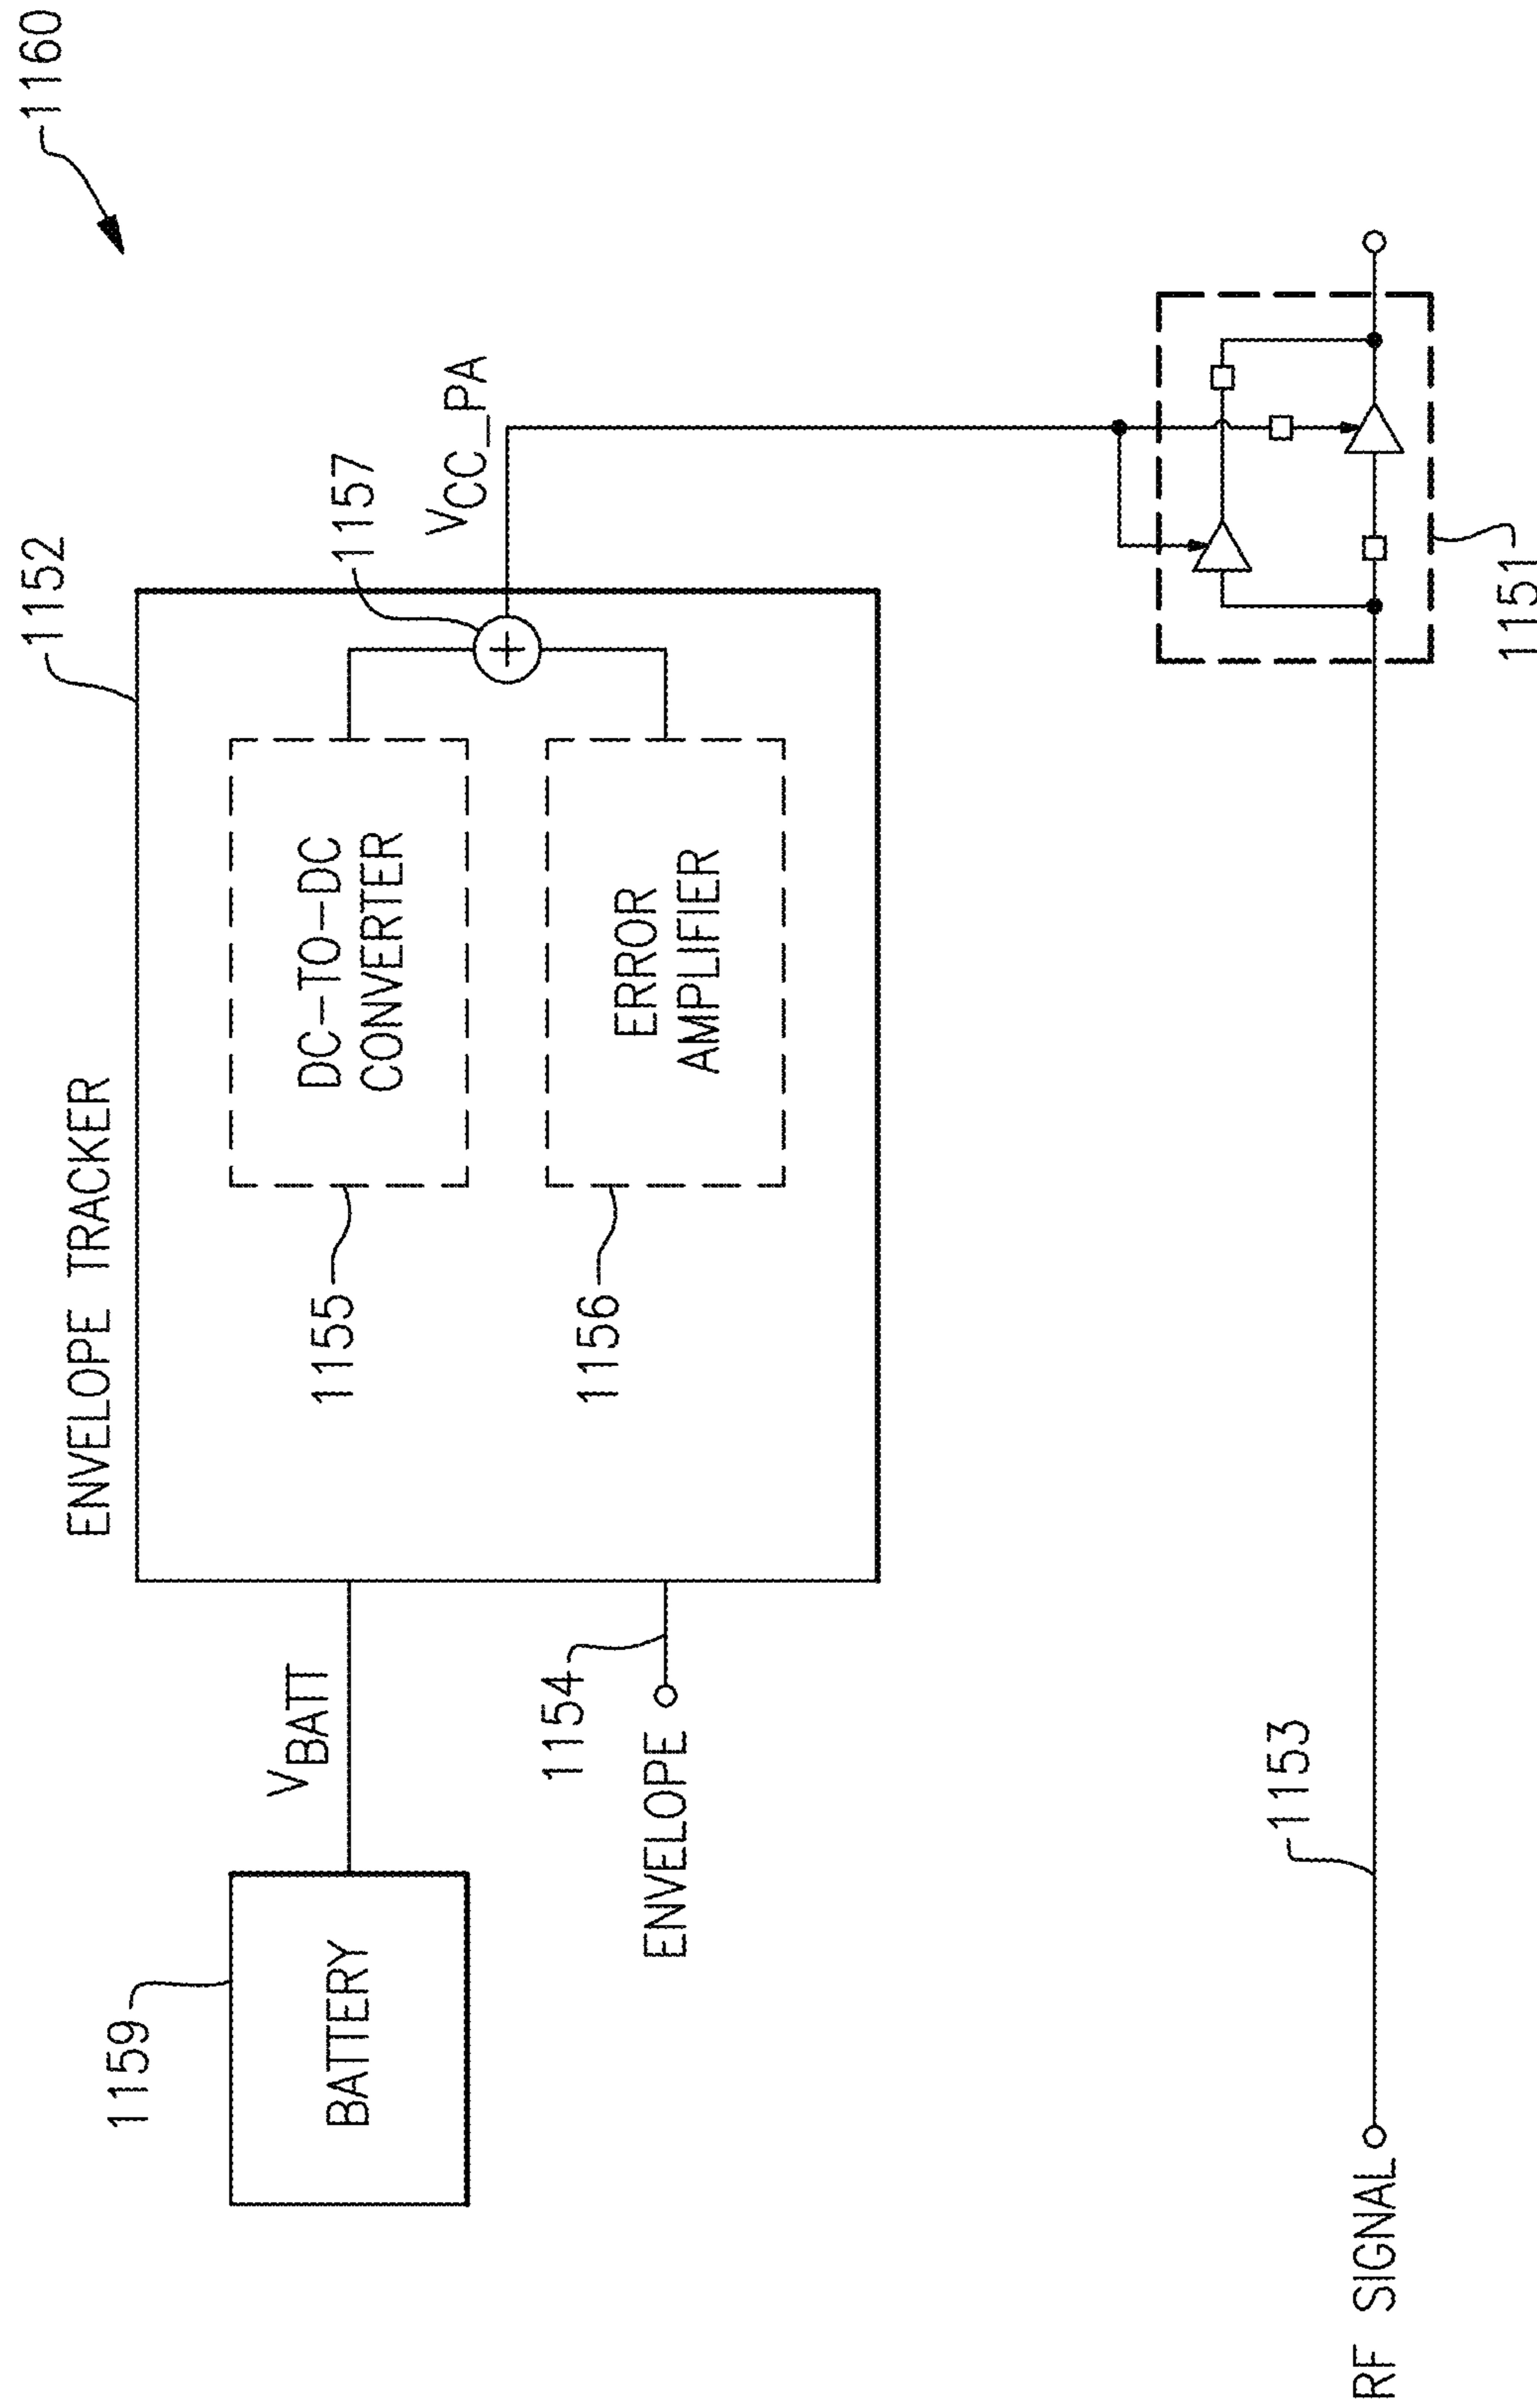 1160
1152
ENVELOPE TRACKER
1159
BATTERY
VBATT
1155
DC-TO-DC
CONVERTER
1157
VCC_PA
1154
ENVELOPE
1156
ERROR
AMPLIFIER
1153
RF SIGNAL
1151